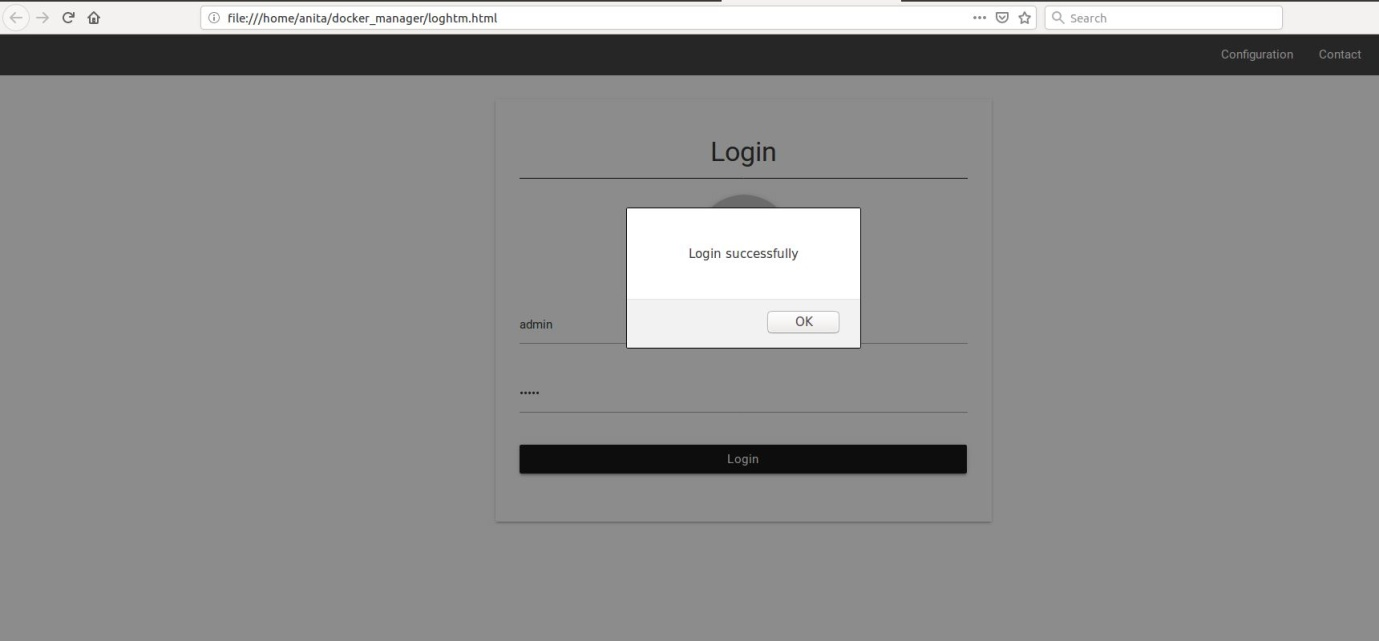 file:///home/anita/docker_manager/loghtm.html
Search
Configuration Contact
Login
Login successfully
OK
admin
•••••
Login